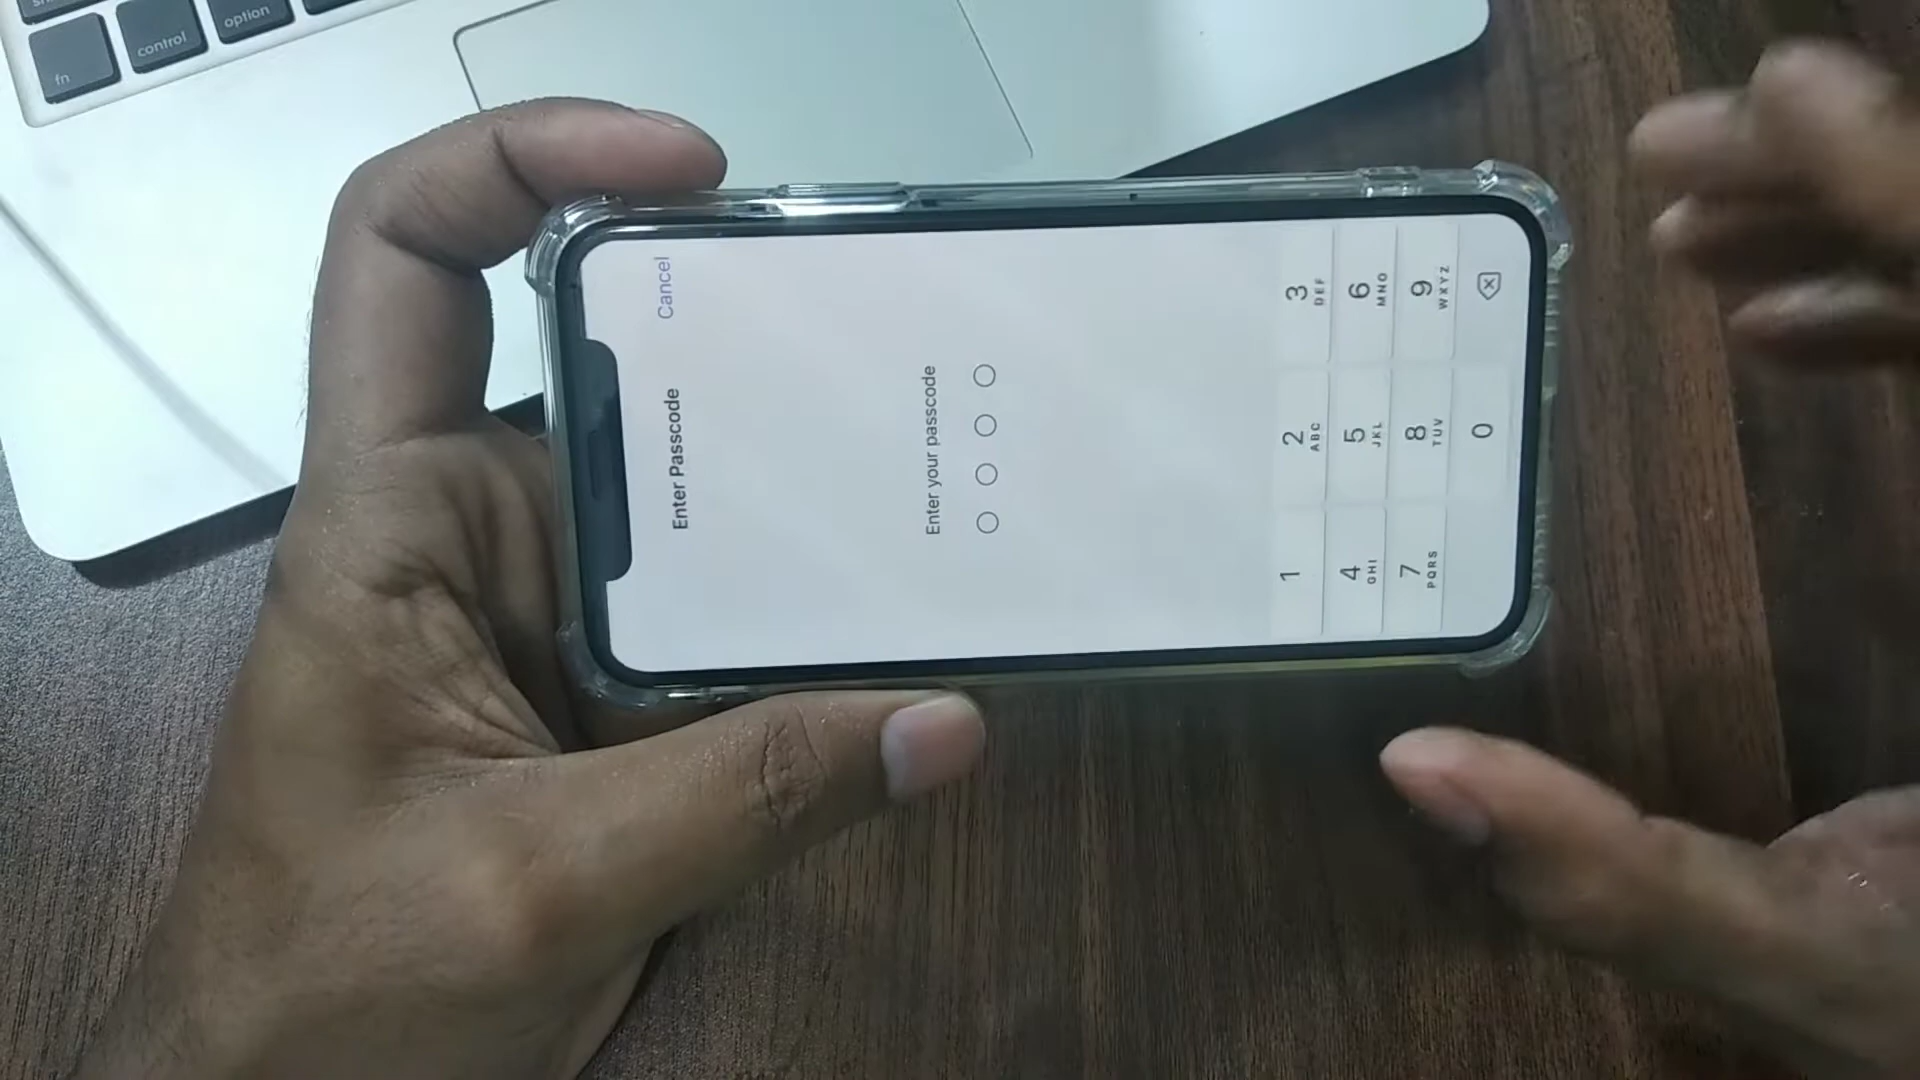 fn
control
option
Cancel
Enter Passcode
Enter your passcode
1
2
ABC
3
DEF
4
GHI
5
JKL
6
MNO
7
PQRS
8
TUV
9
WXYZ
0